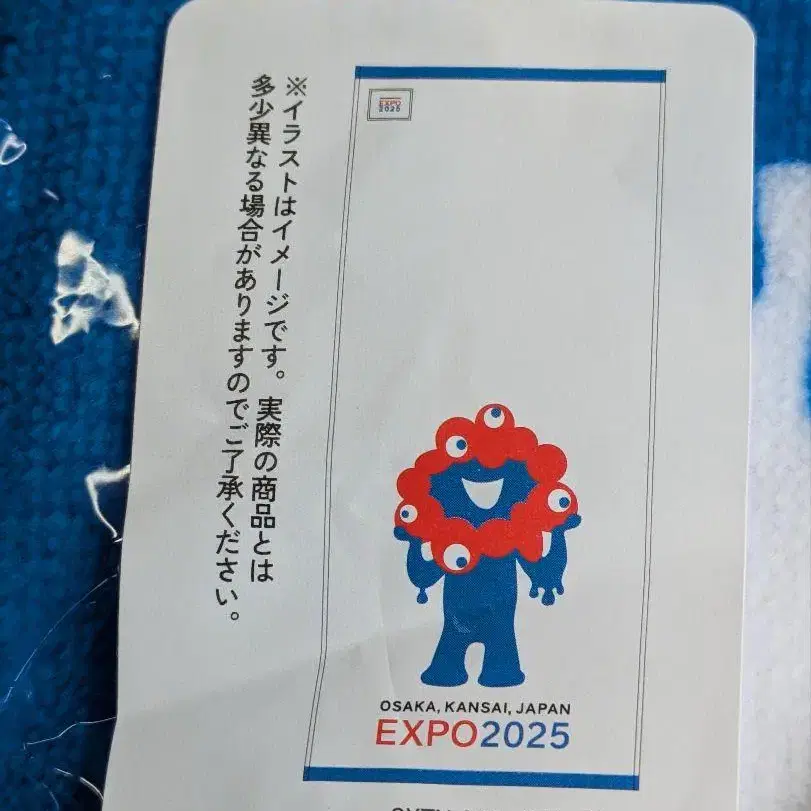 ※イラストはイメージです。実際の商品とは
多少異なる場合がありますのでご了承ください。
EXPO
2025
OSAKA, KANSAI, JAPAN
EXPO2025